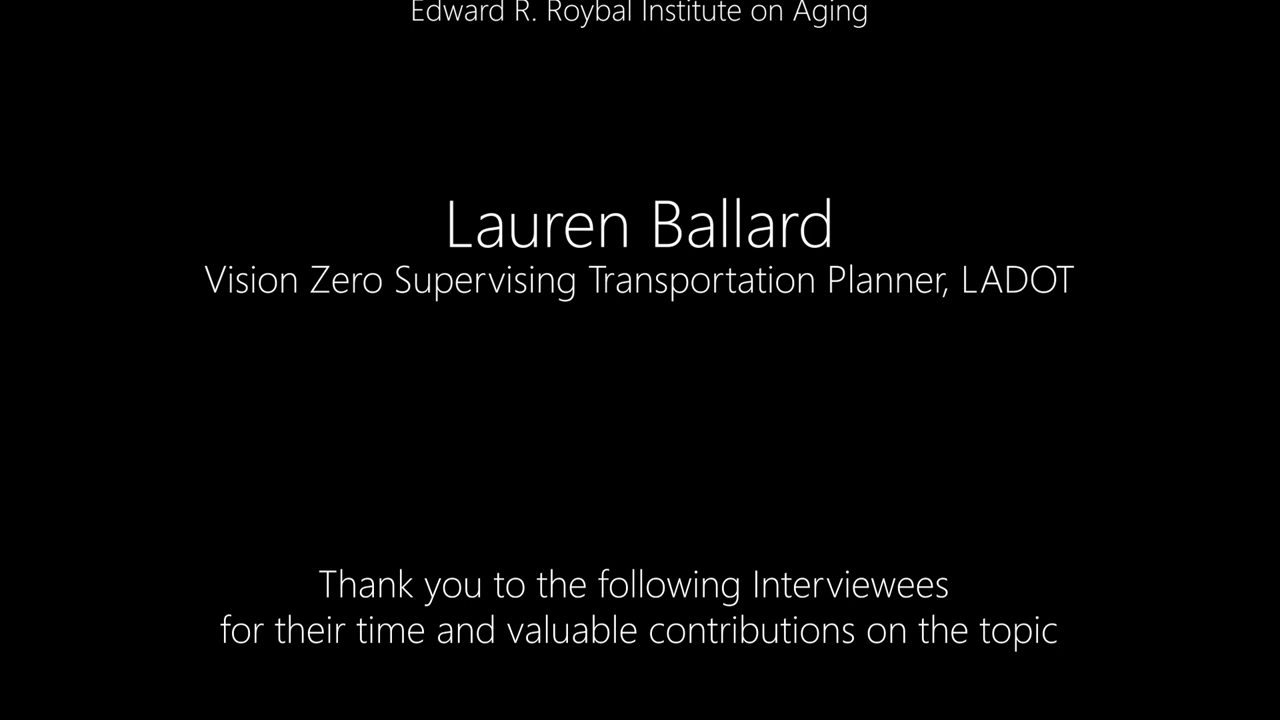 Edward R. Roybal Institute on Aging
Lauren Ballard
Vision Zero Supervising Transportation Planner, LADOT
Thank you to the following Interviewees
for their time and valuable contributions on the topic